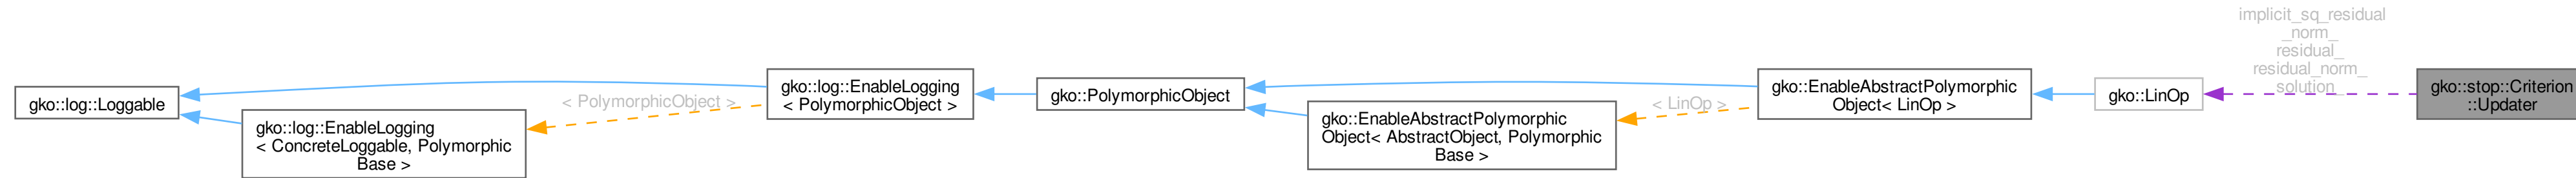 gko::log::Loggable
gko::log::EnableLogging
< ConcreteLoggable, Polymorphic
Base >
< PolymorphicObject >
gko::log::EnableLogging
< PolymorphicObject >
gko::PolymorphicObject
gko::EnableAbstractPolymorphic
Object< AbstractObject, Polymorphic
Base >
< LinOp >
gko::EnableAbstractPolymorphic
Object< LinOp >
gko::LinOp
implicit_sq_residual
_norm_
residual_
residual_norm_
solution_
gko::stop::Criterion
::Updater